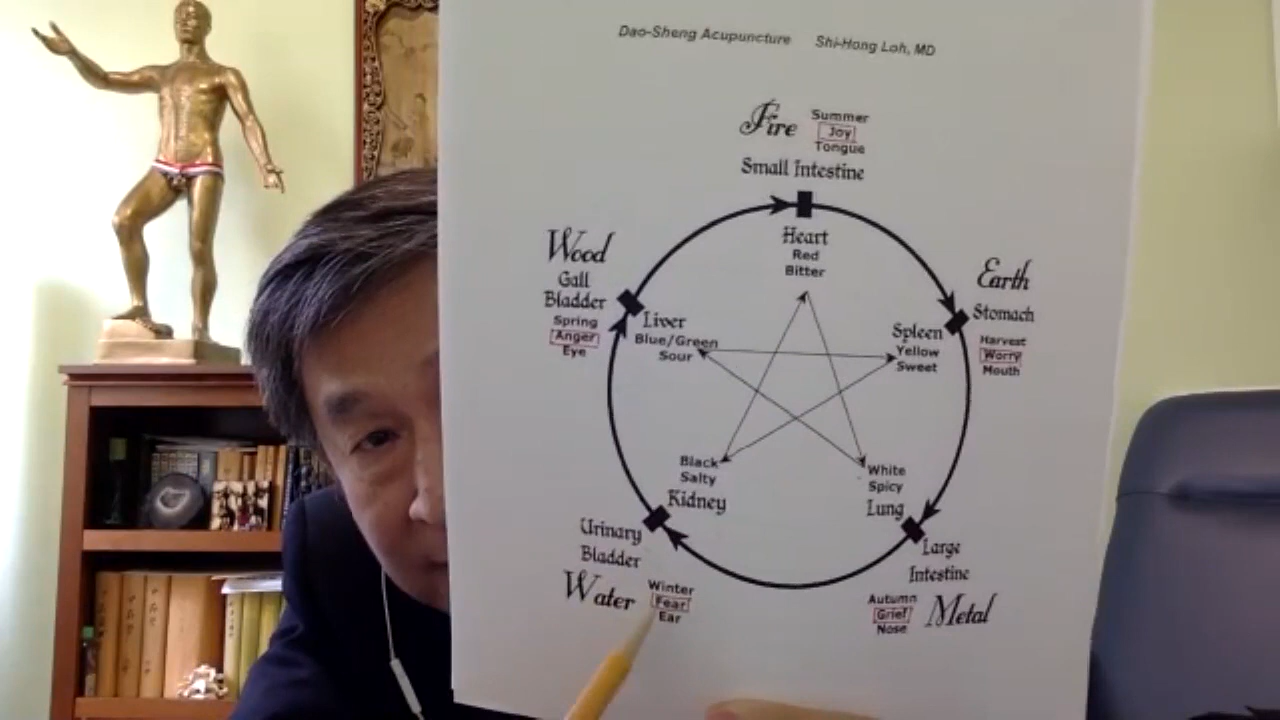 Dao-Sheng Acupuncture Shi-Hong Loh, MD
Fire
Summer
Joy
Tongue
Small Intestine
Heart
Red
Bitter
Wood
Gall
Bladder
Spring
Anger
Eye
Liver
Blue/Green
Sour
Earth
Stomach
Harvest
Worry
Mouth
Spleen
Yellow
Sweet
Black
Salty
Kidney
Urinary
Bladder
Water
Winter
Fear
Ear
White
Spicy
Lung
Large
Intestine
Autumn
Grief
Nose
Metal